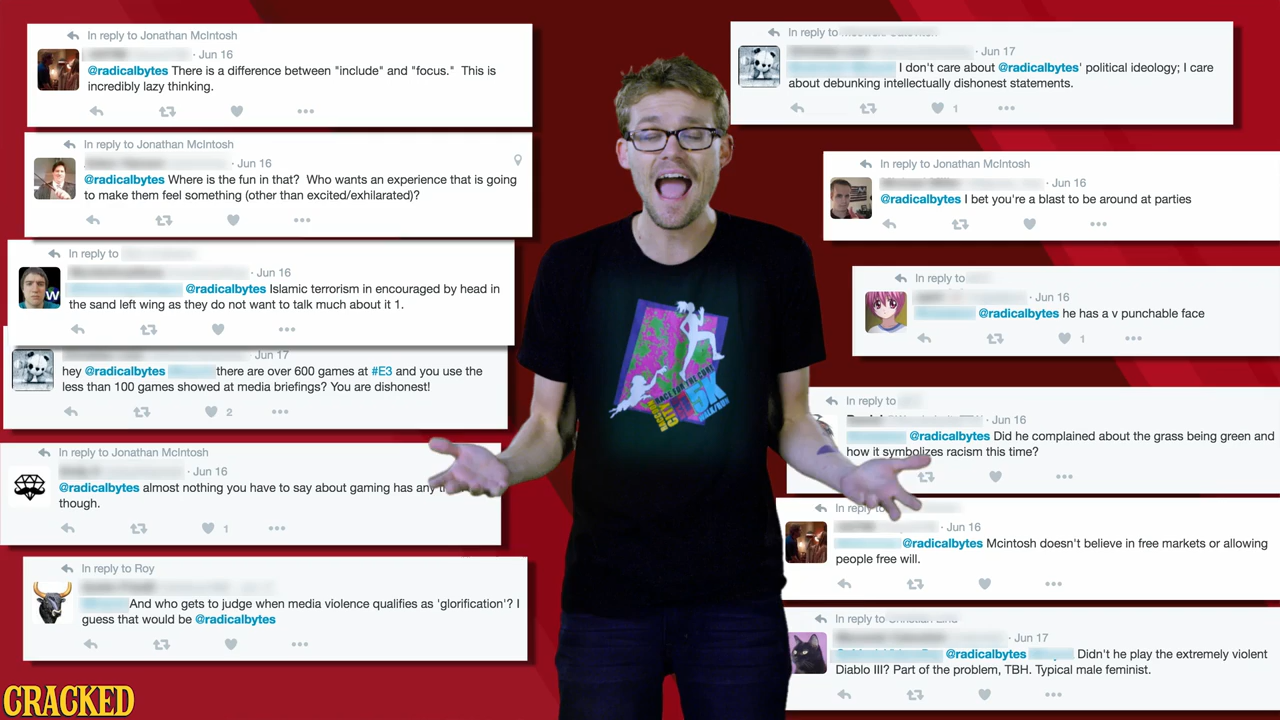 In reply to Jonathan McIntosh
· Jun 16
@radicalbytes There is a difference between "include" and "focus." This is
incredibly lazy thinking.
In reply to Jonathan McIntosh
· Jun 16
@radicalbytes Where is the fun in that? Who wants an experience that is going
to make them feel something (other than excited/exhilarated)?
In reply to
· Jun 16
@radicalbytes Islamic terrorism in encouraged by head in
the sand left wing as they do not want to talk much about it 1.
Jun 17
hey @radicalbytes there are over 600 games at #E3 and you use the
less than 100 games showed at media briefings? You are dishonest!
2
In reply to Jonathan McIntosh
· Jun 16
@radicalbytes almost nothing you have to say about gaming has any
though.
1
In reply to Roy
And who gets to judge when media violence qualifies as 'glorification'? I
guess that would be @radicalbytes
CRACKED
RACE FOR THE CURE
5K
In reply to
· Jun 17
I don't care about @radicalbytes' political ideology; I care
about debunking intellectually dishonest statements.
1
In reply to Jonathan McIntosh
· Jun 16
@radicalbytes I bet you're a blast to be around at parties
In reply to
· Jun 16
@radicalbytes he has a v punchable face
1
In reply to
· Jun 16
@radicalbytes Did he complained about the grass being green and
how it symbolizes racism this time?
In reply to
· Jun 16
@radicalbytes Mcintosh doesn't believe in free markets or allowing
people free will.
In reply to
· Jun 17
@radicalbytes Didn't he play the extremely violent
Diablo III? Part of the problem, TBH. Typical male feminist.